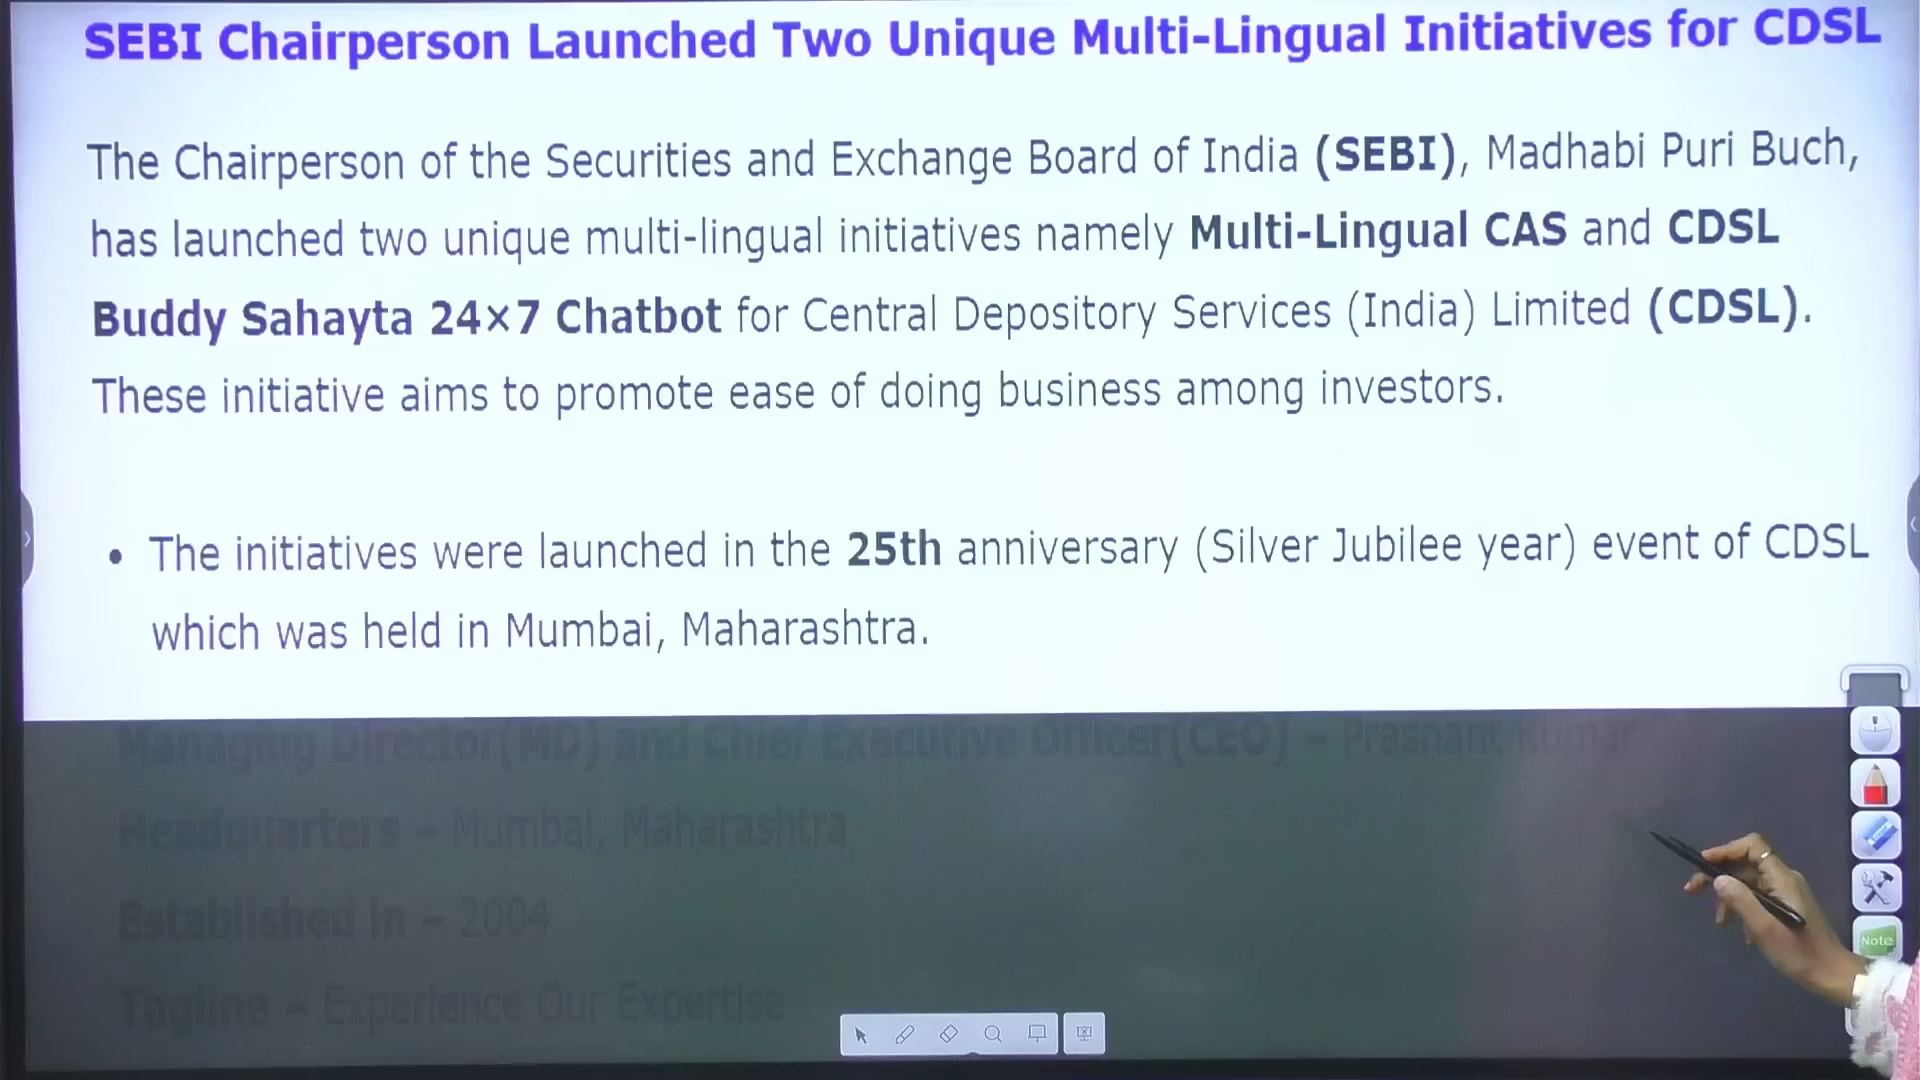 SEBI Chairperson Launched Two Unique Multi-Lingual Initiatives for CDSL
The Chairperson of the Securities and Exchange Board of India (SEBI), Madhabi Puri Buch,
has launched two unique multi-lingual initiatives namely Multi-Lingual CAS and CDSL
Buddy Sahayta 24×7 Chatbot for Central Depository Services (India) Limited (CDSL).
These initiative aims to promote ease of doing business among investors.
• The initiatives were launched in the 25th anniversary (Silver Jubilee year) event of CDSL
which was held in Mumbai, Maharashtra.
Managing Director(MD) and Chief Executive Officer(CEO) – Prashant Kumar
Headquarters – Mumbai, Maharashtra
Established in – 2004
Tagline – Experience Our Expertise
Note